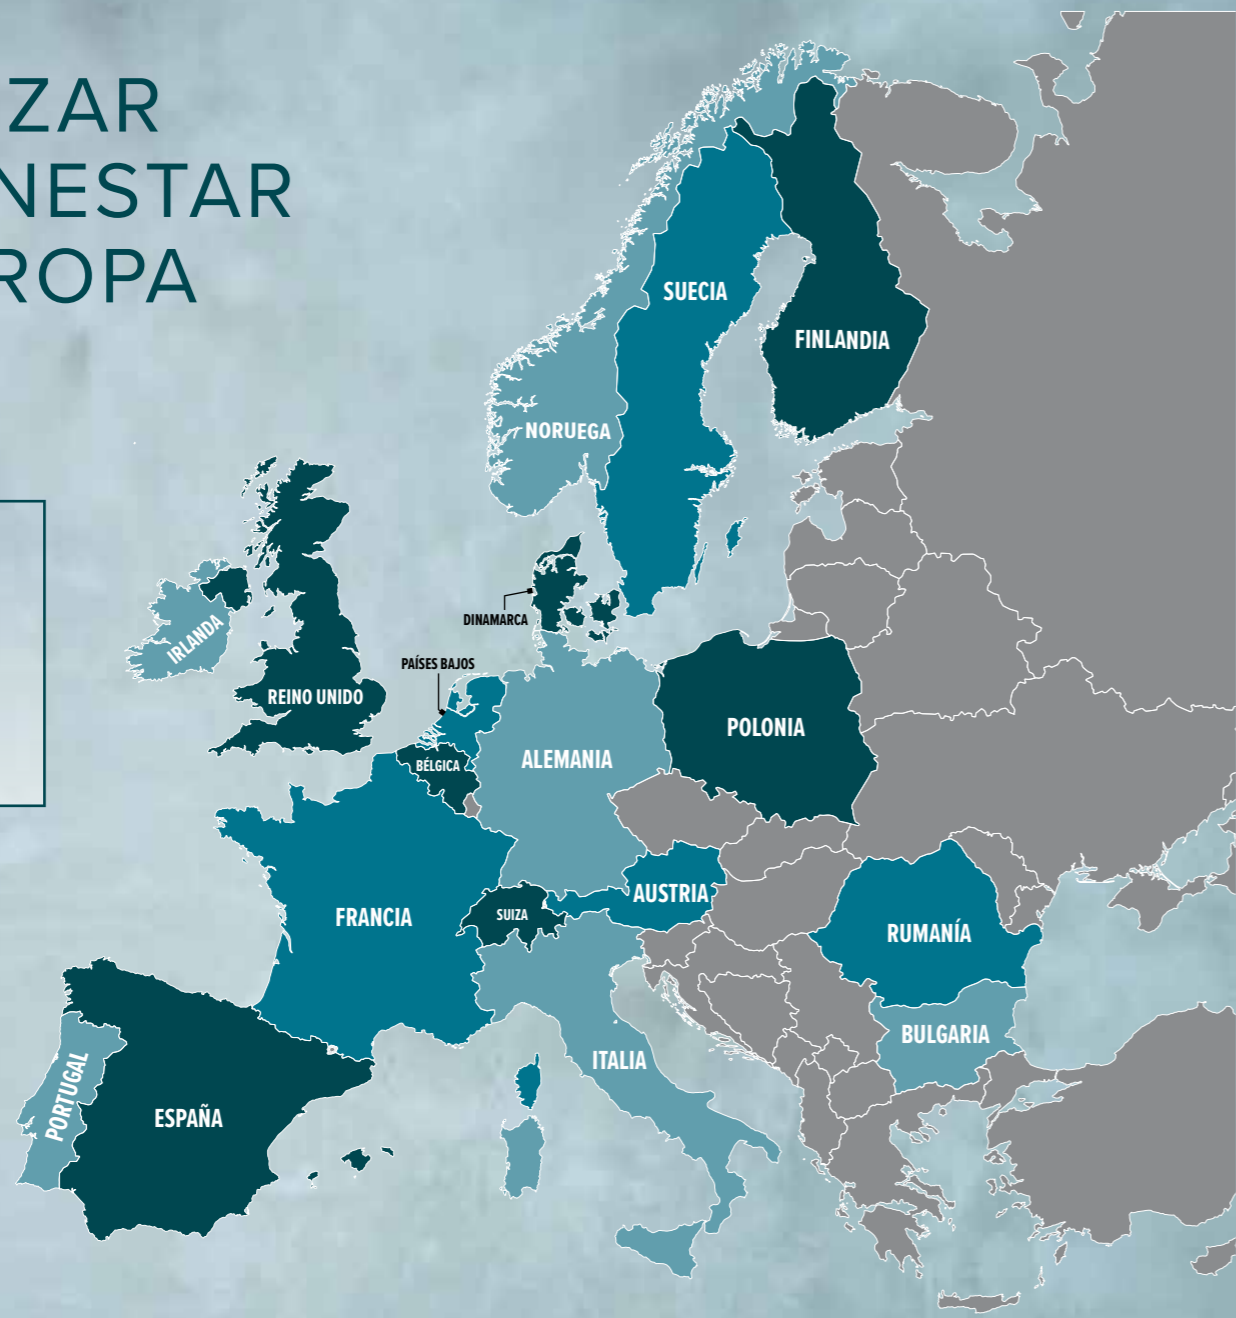 ZAR
NESTAR
ROPA
SUECIA
FINLANDIA
NORUEGA
DINAMARCA
IRLANDA
PAÍSES BAJOS
REINO UNIDO
POLONIA
BÉLGICA
ALEMANIA
AUSTRIA
FRANCIA
SUIZA
RUMANÍA
BULGARIA
ITALIA
PORTUGAL
ESPAÑA